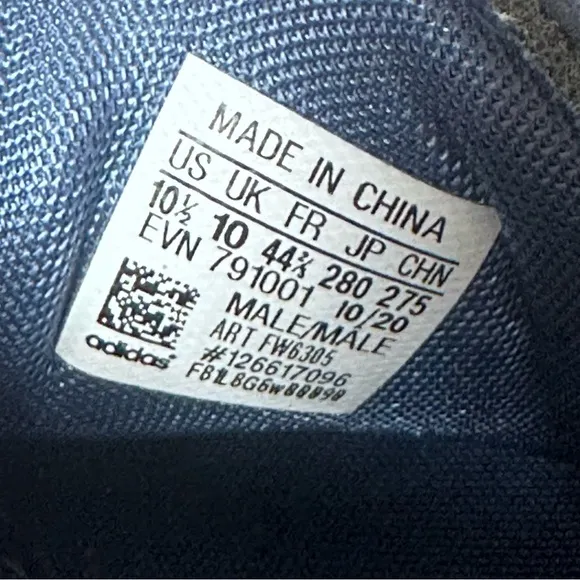 MADE IN CHINA
US UK FR JP CHN
10½ 10 44⅔ 280 275
EVN 791001 10/20
MALE/MALE
ART FW6305
#126617096
adidas